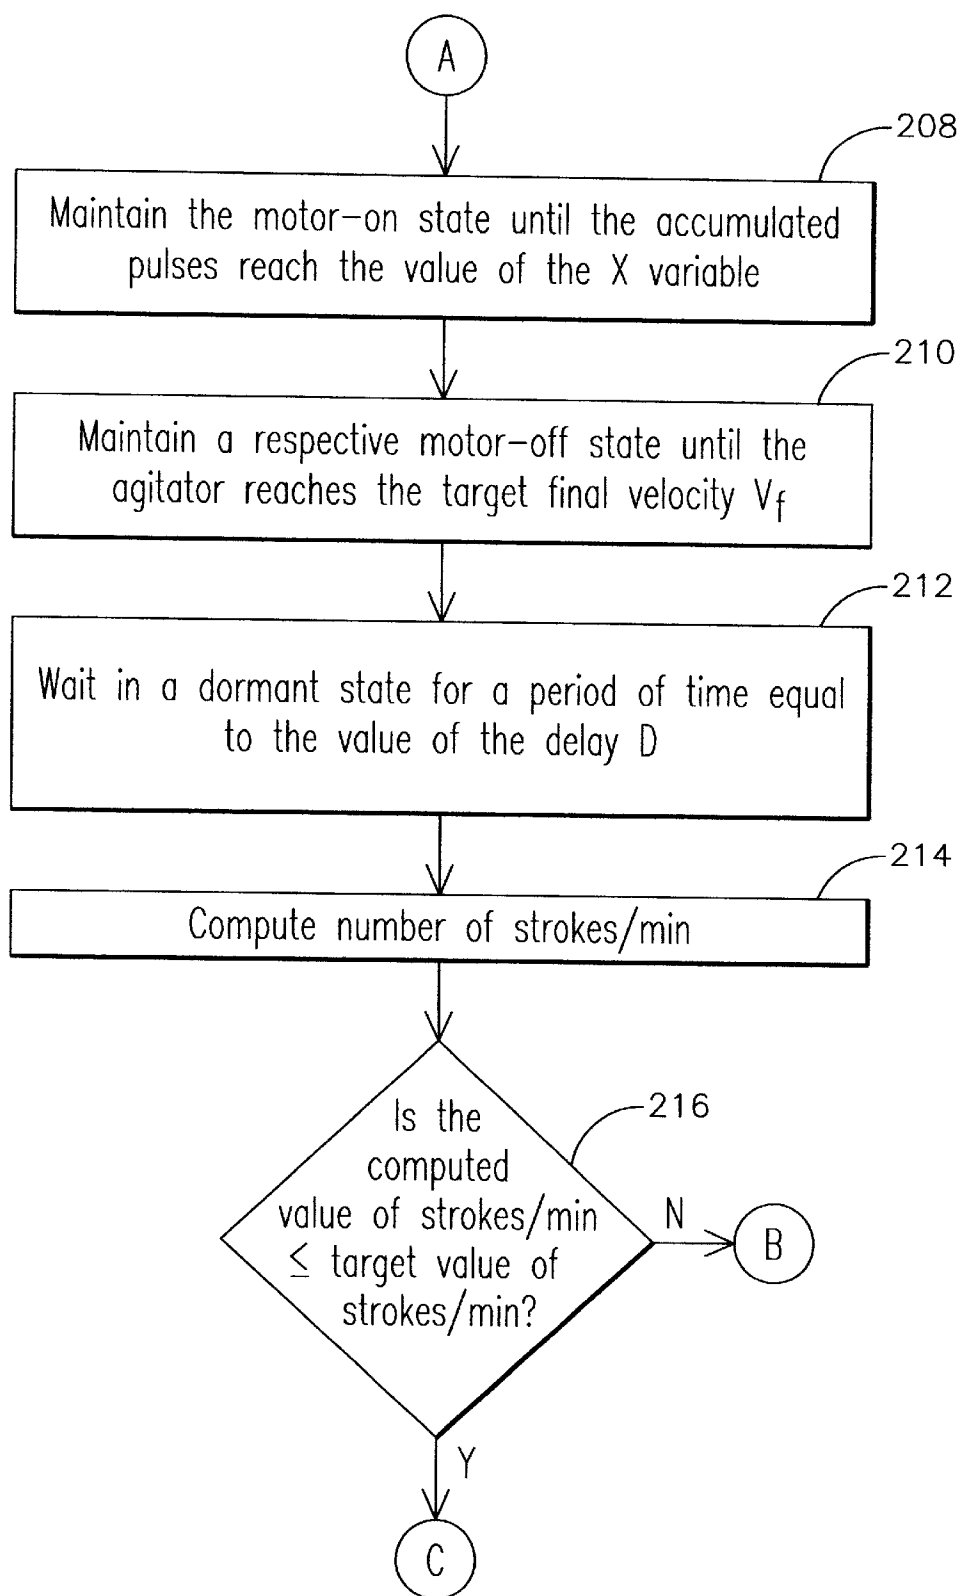 A
208
Maintain the motor-on state until the accumulated
pulses reach the value of the X variable
210
Maintain a respective motor-off state until the
agitator reaches the target final velocity Vf
212
Wait in a dormant state for a period of time equal
to the value of the delay D
214
Compute number of strokes/min
216
Is the
computed
value of strokes/min
≤ target value of
strokes/min?
N
B
Y
C